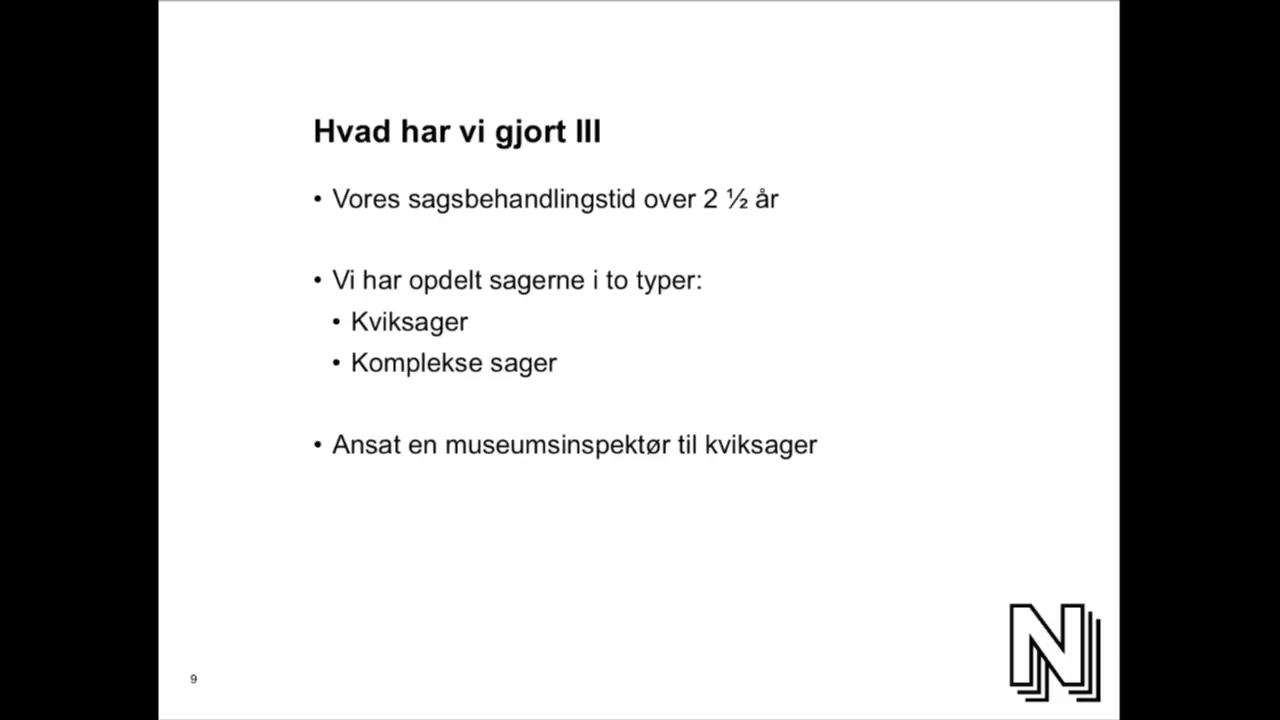 Hvad har vi gjort III
• Vores sagsbehandlingstid over 2 ½ år
• Vi har opdelt sagerne i to typer:
• Kviksager
• Komplekse sager
• Ansat en museumsinspektør til kviksager
9
N